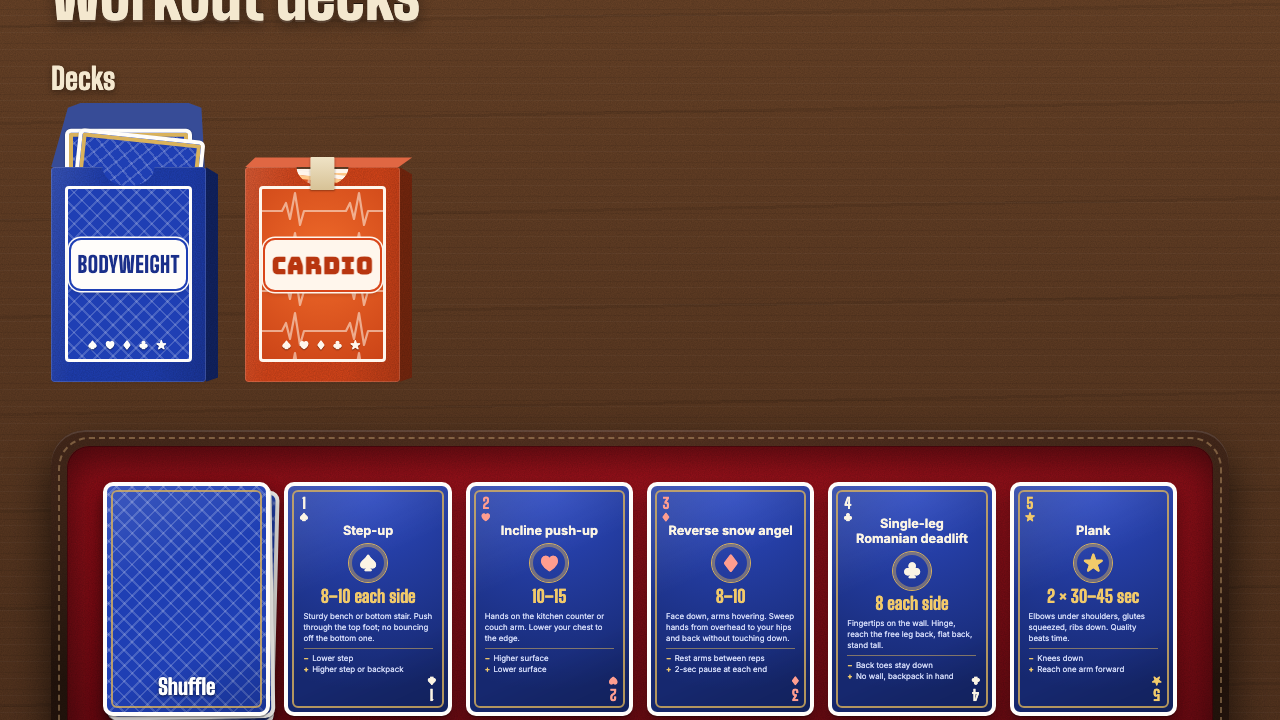 Workout decks
Decks
BODYWEIGHT
CARDIO
Shuffle
1
Step-up
8–10 each side
Sturdy bench or bottom stair. Push
through the top foot; no bouncing
off the bottom one.
– Lower step
+ Higher step or backpack
1
2
Incline push-up
10–15
Hands on the kitchen counter or
couch arm. Lower your chest to
the edge.
– Higher surface
+ Lower surface
2
3
Reverse snow angel
8–10
Face down, arms hovering. Sweep
hands from overhead to your hips
and back without touching down.
– Rest arms between reps
+ 2-sec pause at each end
3
4
Single-leg
Romanian deadlift
8 each side
Fingertips on the wall. Hinge,
reach the free leg back, flat back,
stand tall.
– Back toes stay down
+ No wall, backpack in hand
4
5
Plank
2 × 30–45 sec
Elbows under shoulders, glutes
squeezed, ribs down. Quality
beats time.
– Knees down
+ Reach one arm forward
5